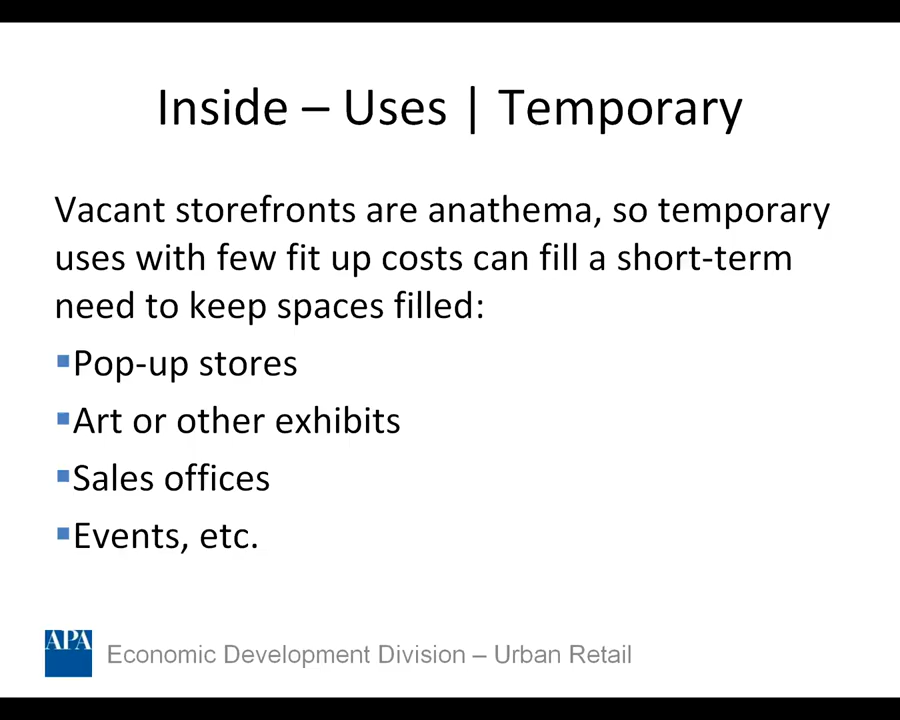 Inside – Uses | Temporary
Vacant storefronts are anathema, so temporary
uses with few fit up costs can fill a short-term
need to keep spaces filled:
▪Pop-up stores
▪Art or other exhibits
▪Sales offices
▪Events, etc.
APA
Economic Development Division – Urban Retail